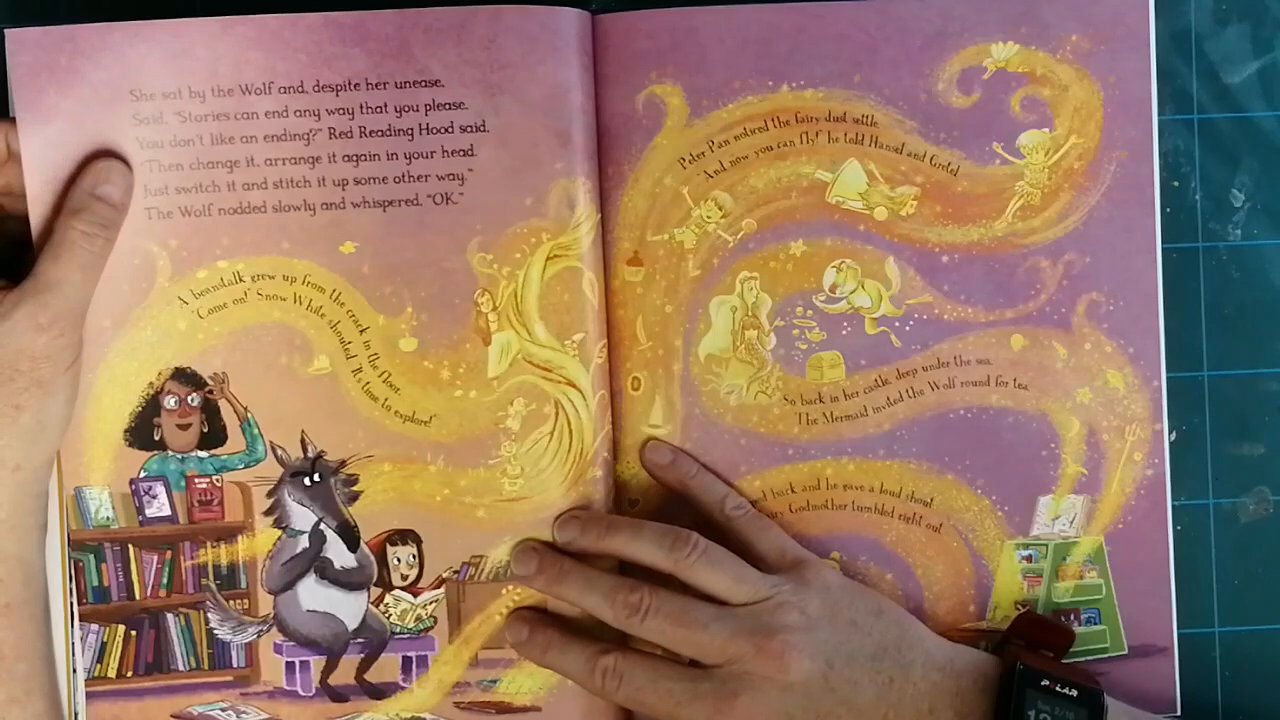 She sat by the Wolf and, despite her unease,
Said, "Stories can end any way that you please.
You don't like an ending?" Red Reading Hood said,
"Then change it, arrange it again in your head.
Just switch it and stitch it up some other way."
The Wolf nodded slowly and whispered, "OK."
A beanstalk grew up from the crack in the floor.
"Come on!" Snow White shouted. "It's time to explore!"
Peter Pan noticed the fairy dust settle.
"And now you can fly!" he told Hansel and Gretel.
So back in her castle, deep under the sea,
The Mermaid invited the Wolf round for tea.
back and he gave a loud shout
Godmother tumbled right out
POLAR